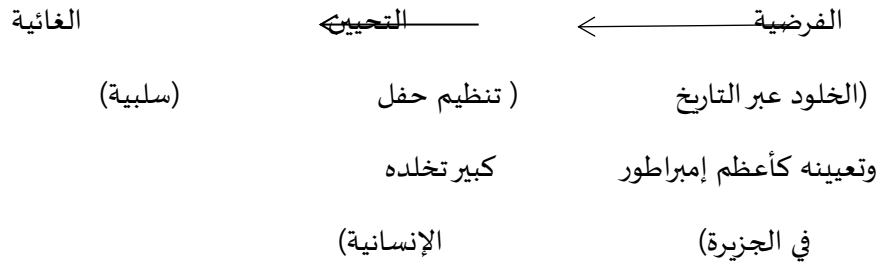 الفرضية التحيين الغائية
(الخلود عبر التاريخ ( تنظيم حفل (سلبية)
وتعيينه كأعظم إمبراطور كبير تخلده
في الجزيرة) الإنسانية)